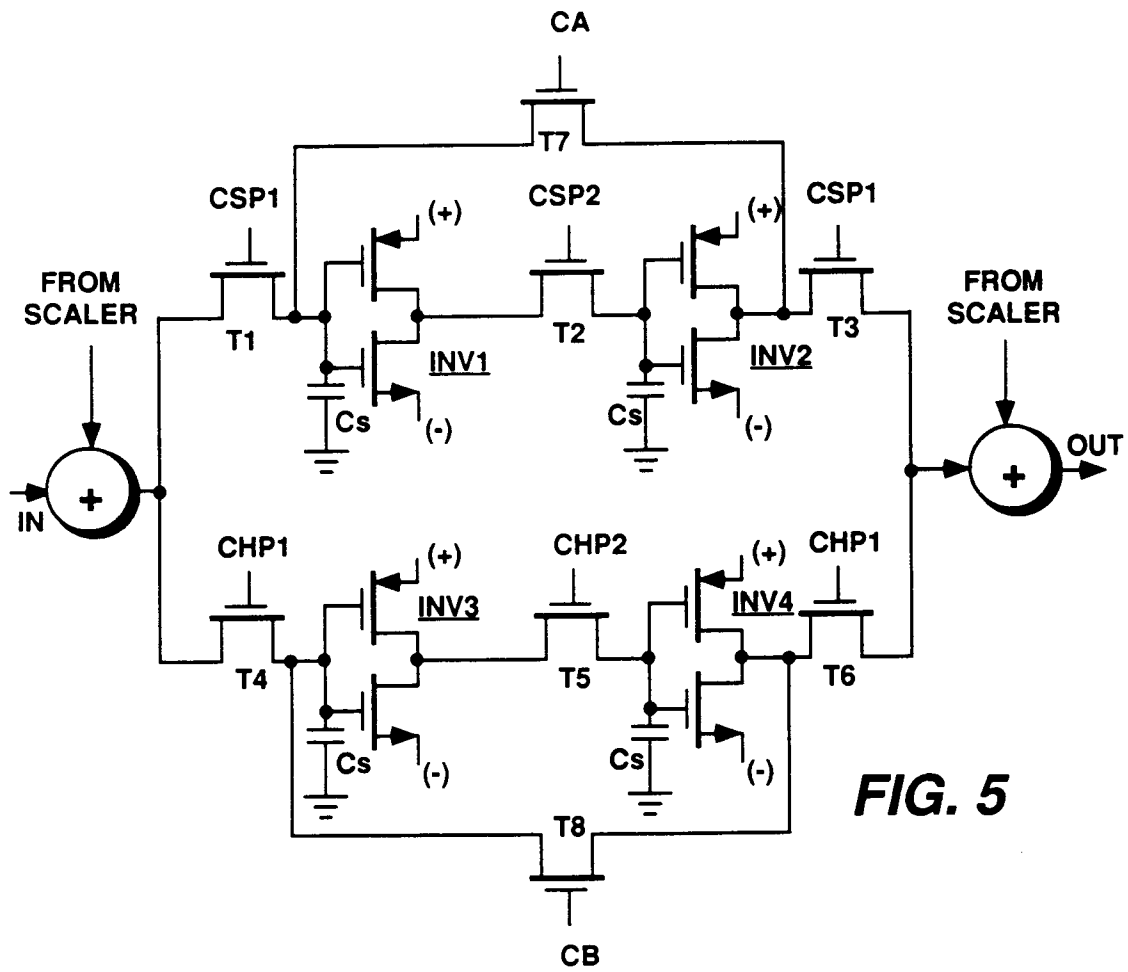 CA
T7
CSP1
CSP2
CSP1
(+)
(+)
FROM
SCALER
FROM
SCALER
T1
T2
T3
INV1
INV2
Cs
Cs
(-)
(-)
+
IN
+
OUT
CHP1
CHP2
CHP1
(+)
(+)
INV3
INV4
T4
T5
T6
Cs
Cs
(-)
(-)
FIG. 5
T8
CB